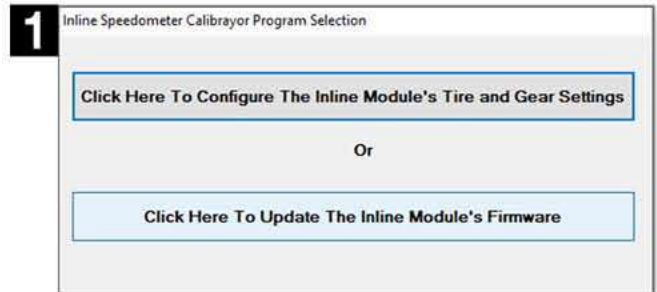 1
Inline Speedometer Calibrayor Program Selection
Click Here To Configure The Inline Module's Tire and Gear Settings
Or
Click Here To Update The Inline Module's Firmware